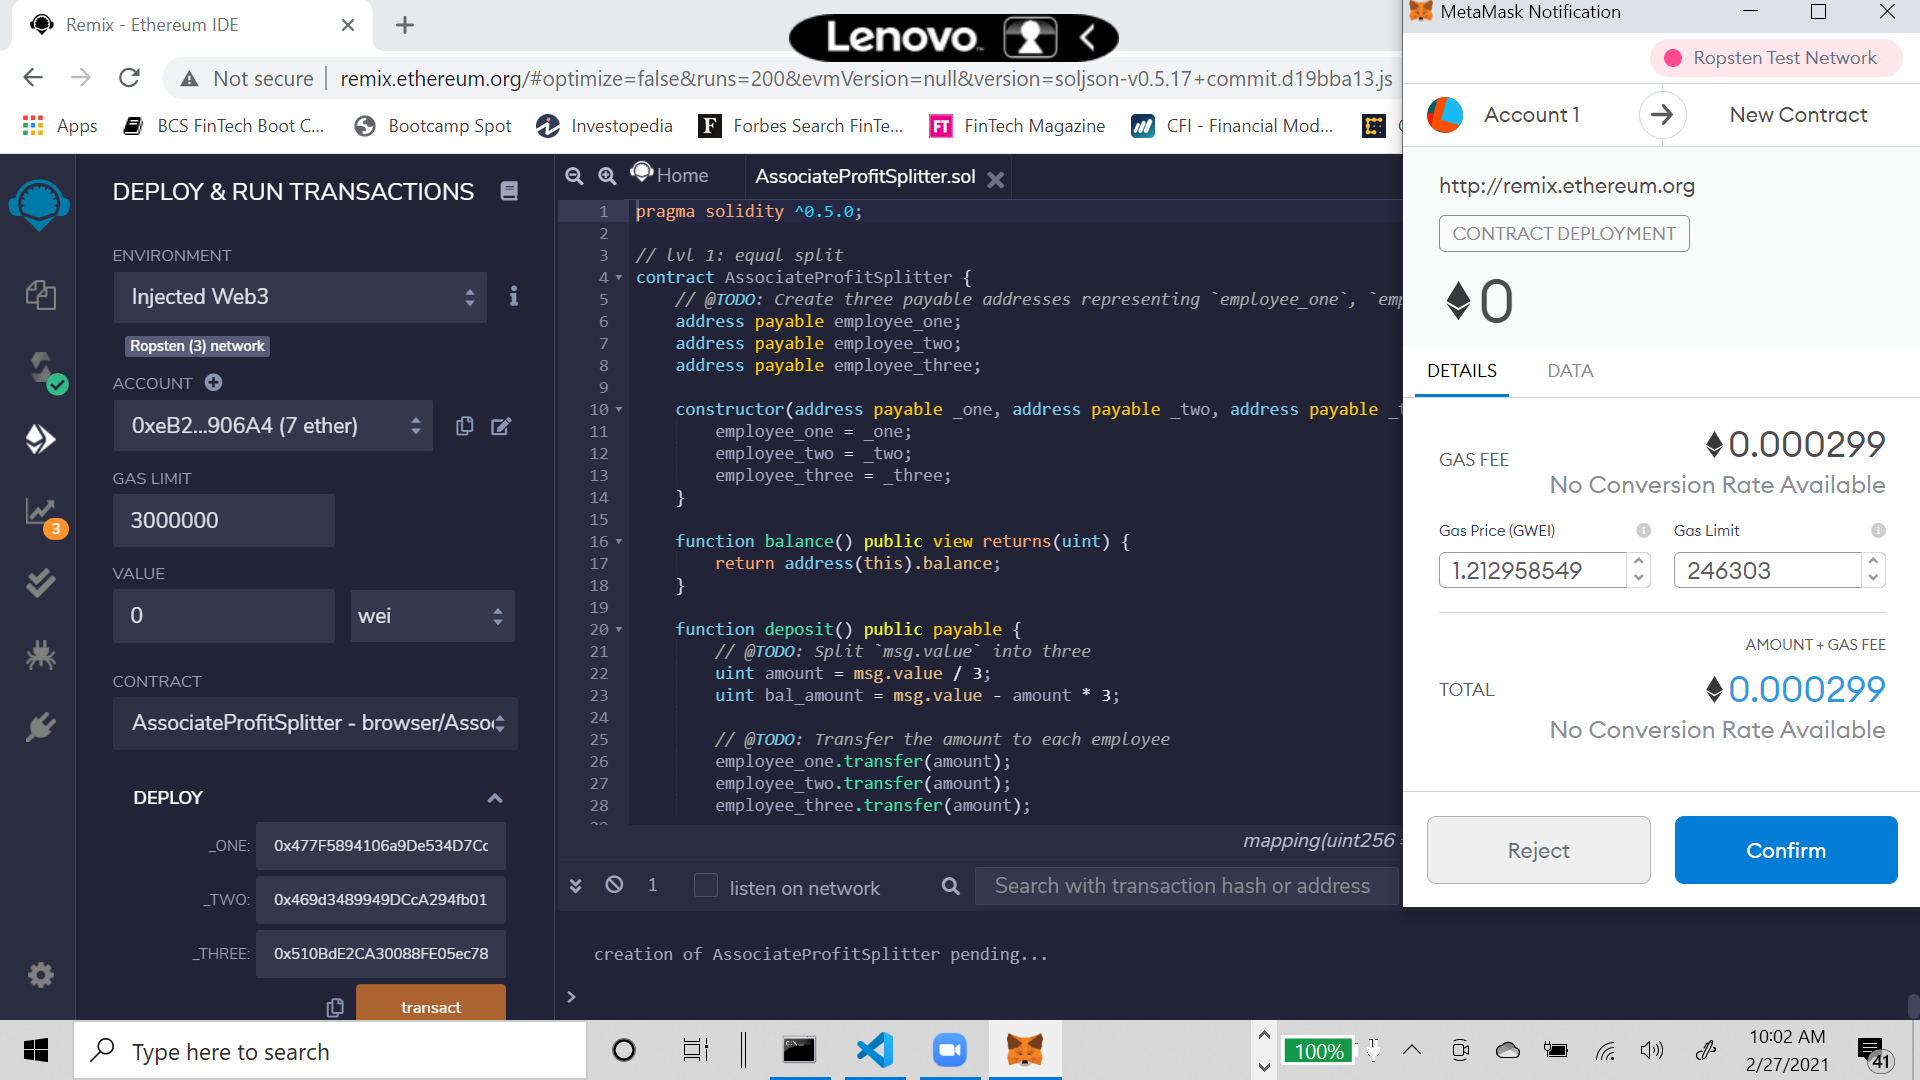 Remix - Ethereum IDE
Lenovo
Not secure
remix.ethereum.org/#optimize=false&runs=200&evmVersion=null&version=soljson-v0.5.17+commit.d19bba13.js
Apps
BCS FinTech Boot C...
Bootcamp Spot
Investopedia
F
Forbes Search FinTe...
FT
FinTech Magazine
CFI - Financial Mod...
DEPLOY & RUN TRANSACTIONS
ENVIRONMENT
Injected Web3
Ropsten (3) network
ACCOUNT
0xeB2...906A4 (7 ether)
GAS LIMIT
3000000
VALUE
0
wei
CONTRACT
AssociateProfitSplitter - browser/Asso
DEPLOY
_ONE:
0x477F5894106a9De534D7Cc
_TWO:
0x469d3489949DCcA294fb01
_THREE:
0x510BdE2CA30088FE05ec78
transact
3
Home
AssociateProfitSplitter.sol
1 pragma solidity ^0.5.0;
2
3 // lvl 1: equal split
4 contract AssociateProfitSplitter {
5 // @TODO: Create three payable addresses representing `employee_one`, `emp
6 address payable employee_one;
7 address payable employee_two;
8 address payable employee_three;
9
10 constructor(address payable _one, address payable _two, address payable _t
11 employee_one = _one;
12 employee_two = _two;
13 employee_three = _three;
14 }
15
16 function balance() public view returns(uint) {
17 return address(this).balance;
18 }
19
20 function deposit() public payable {
21 // @TODO: Split `msg.value` into three
22 uint amount = msg.value / 3;
23 uint bal_amount = msg.value - amount * 3;
24
25 // @TODO: Transfer the amount to each employee
26 employee_one.transfer(amount);
27 employee_two.transfer(amount);
28 employee_three.transfer(amount);
mapping(uint256
1
listen on network
Search with transaction hash or address
creation of AssociateProfitSplitter pending...
>
MetaMask Notification
Ropsten Test Network
Account 1
New Contract
http://remix.ethereum.org
CONTRACT DEPLOYMENT
0
DETAILS
DATA
GAS FEE
0.000299
No Conversion Rate Available
Gas Price (GWEI)
Gas Limit
1.212958549
246303
AMOUNT + GAS FEE
TOTAL
0.000299
No Conversion Rate Available
Reject
Confirm
Type here to search
100%
10:02 AM
2/27/2021
41